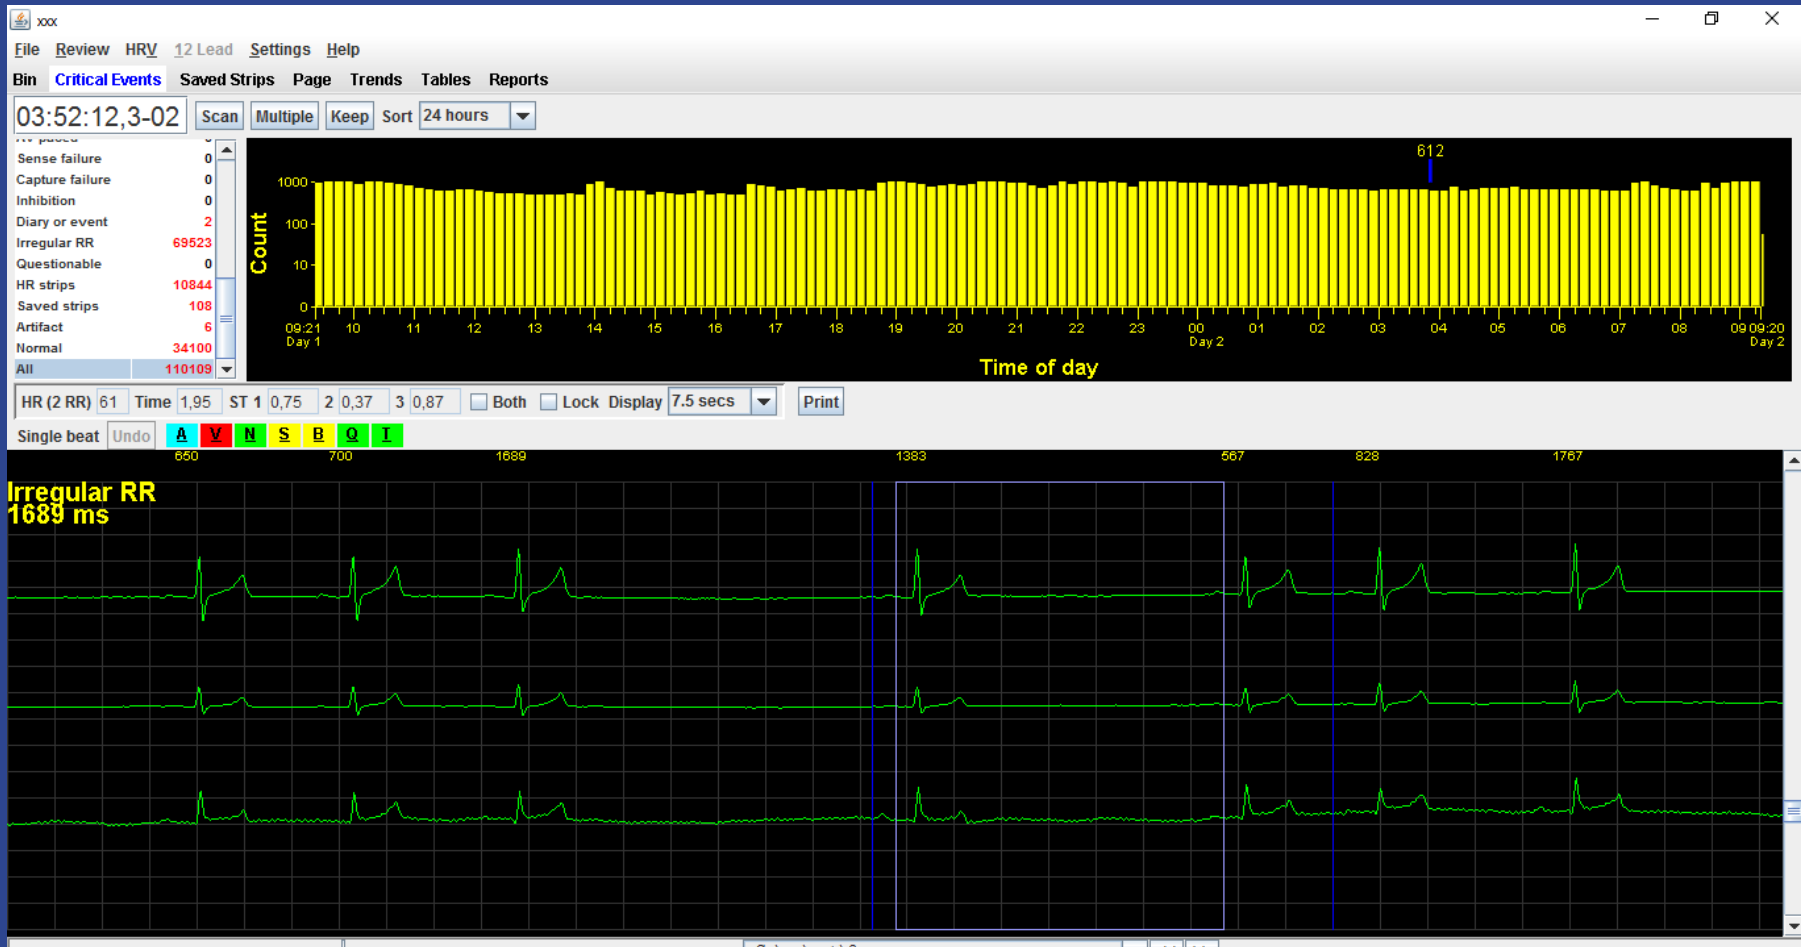 xxx
File Review HRV 12 Lead Settings Help
Bin Critical Events Saved Strips Page Trends Tables Reports
03:52:12,3-02 Scan Multiple Keep Sort 24 hours
Sense failure 0
Capture failure 0
Inhibition 0
Diary or event 2
Irregular RR 69523
Questionable 0
HR strips 10844
Saved strips 108
Artifact 6
Normal 34100
All 110109
612
Count
1000
100
10
0
09:21 10 11 12 13 14 15 16 17 18 19 20 21 22 23 00 01 02 03 04 05 06 07 08 09 09:20
Day 1 Day 2 Day 2
Time of day
HR (2 RR) 61 Time 1,95 ST 1 0,75 2 0,37 3 0,87 Both Lock Display 7.5 secs Print
Single beat Undo A V N S B Q T
650 700 1689 1383 567 828 1767
Irregular RR
1689 ms